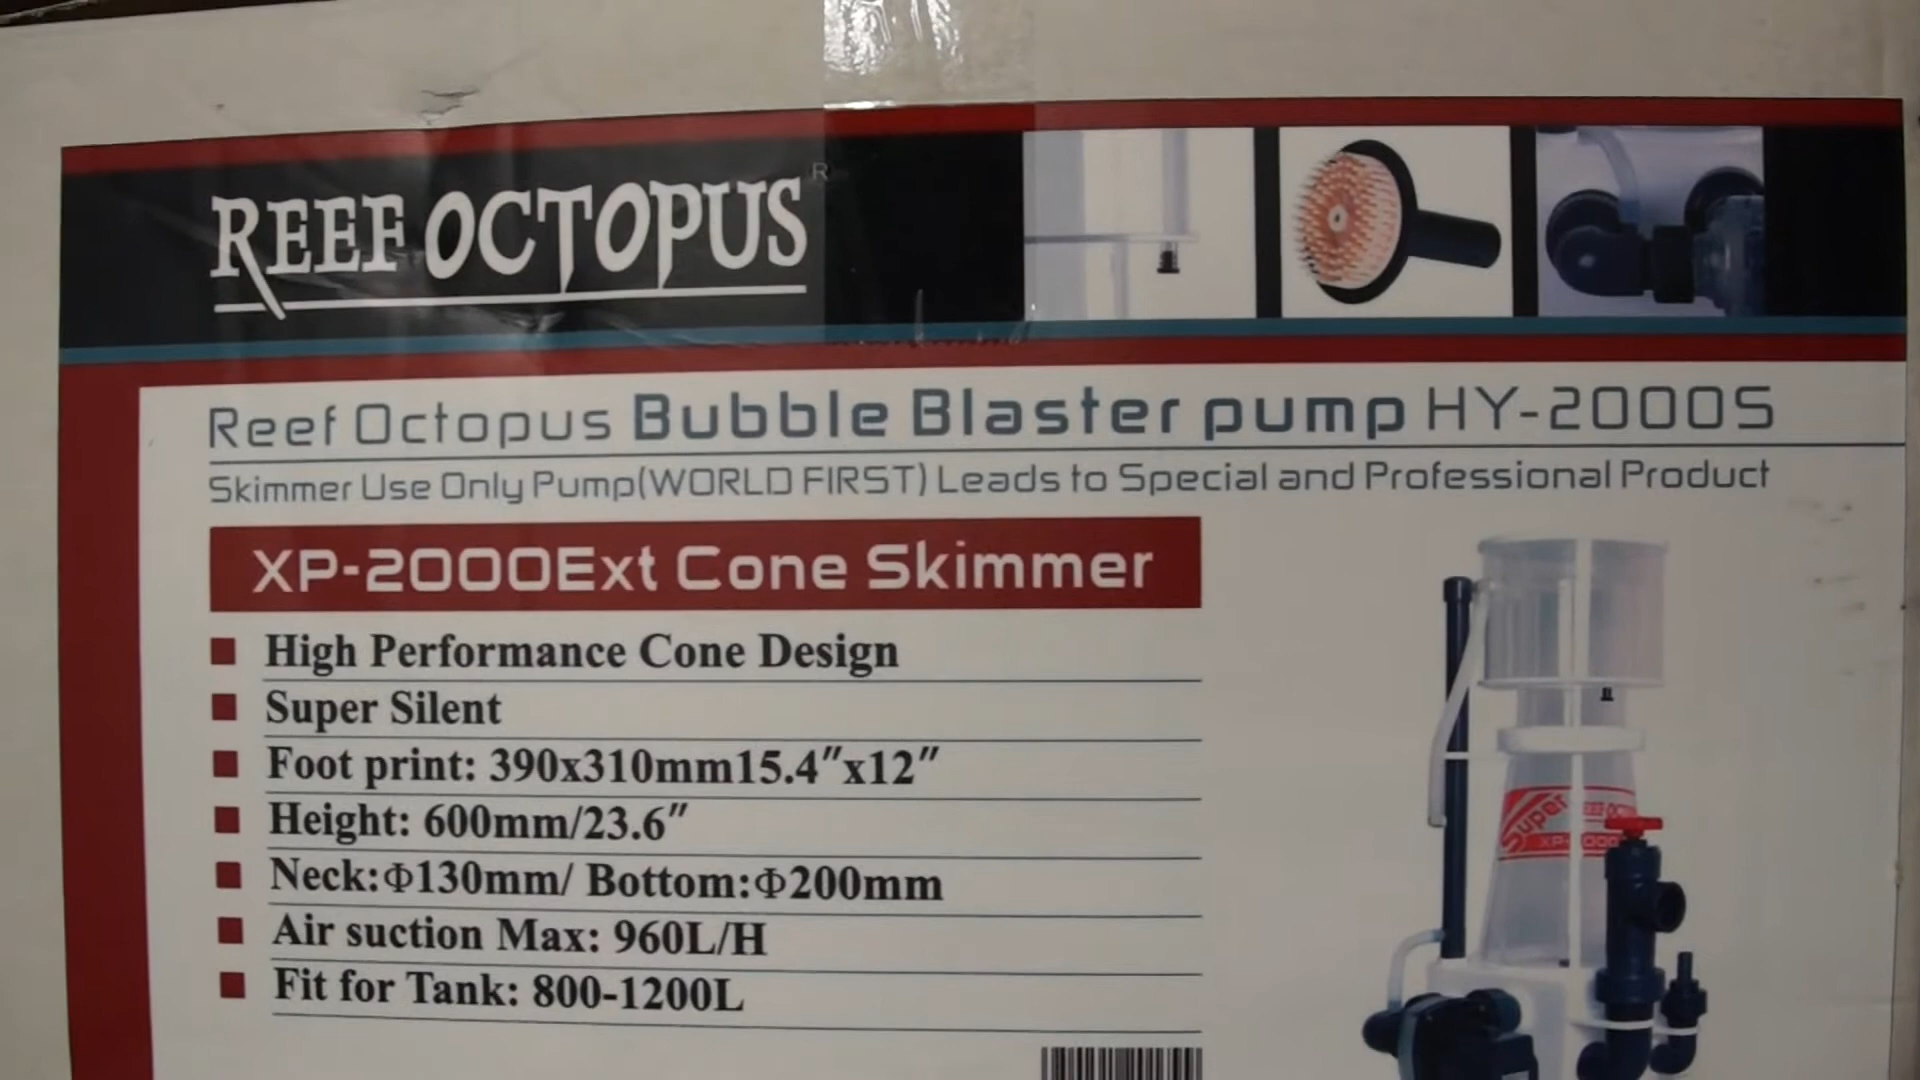 REEF OCTOPUS R
Reef Octopus Bubble Blaster pump HY-2000S
Skimmer Use Only Pump(WORLD FIRST) Leads to Special and Professional Product
XP-2000Ext Cone Skimmer
High Performance Cone Design
Super Silent
Foot print: 390x310mm15.4"x12"
Height: 600mm/23.6"
Neck:Φ130mm/ Bottom:Φ200mm
Air suction Max: 960L/H
Fit for Tank: 800-1200L
Super